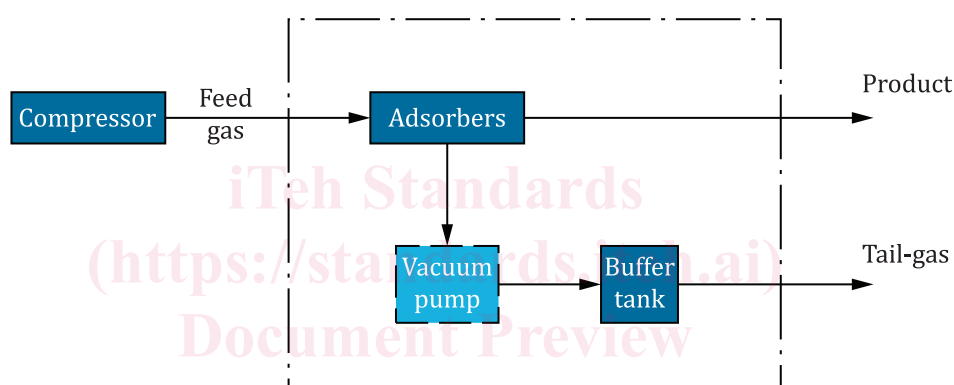 Compressor
Feed
gas
Adsorbers
Product
iTeh Standards
(https://standards.iteh.ai)
Vacuum
pump
Buffer
tank
Tail-gas
Document Preview